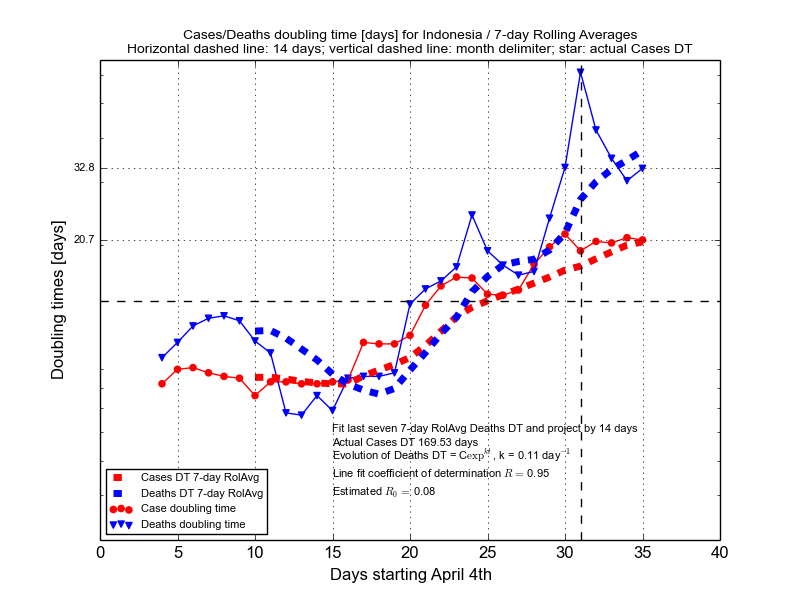 Cases/Deaths doubling time [days] for Indonesia / 7-day Rolling Averages
Horizontal dashed line: 14 days; vertical dashed line: month delimiter; star: actual Cases DT
32.8
20.7
Doubling times [days]
Fit last seven 7-day RolAvg Deaths DT and project by 14 days
Actual Cases DT 169.53 days
Evolution of Deaths DT = Cexp^{kt}, k = 0.11 day^{-1}
Line fit coefficient of determination R = 0.95
Estimated R_0 = 0.08
Cases DT 7-day RolAvg
Deaths DT 7-day RolAvg
Case doubling time
Deaths doubling time
0 5 10 15 20 25 30 35 40
Days starting April 4th